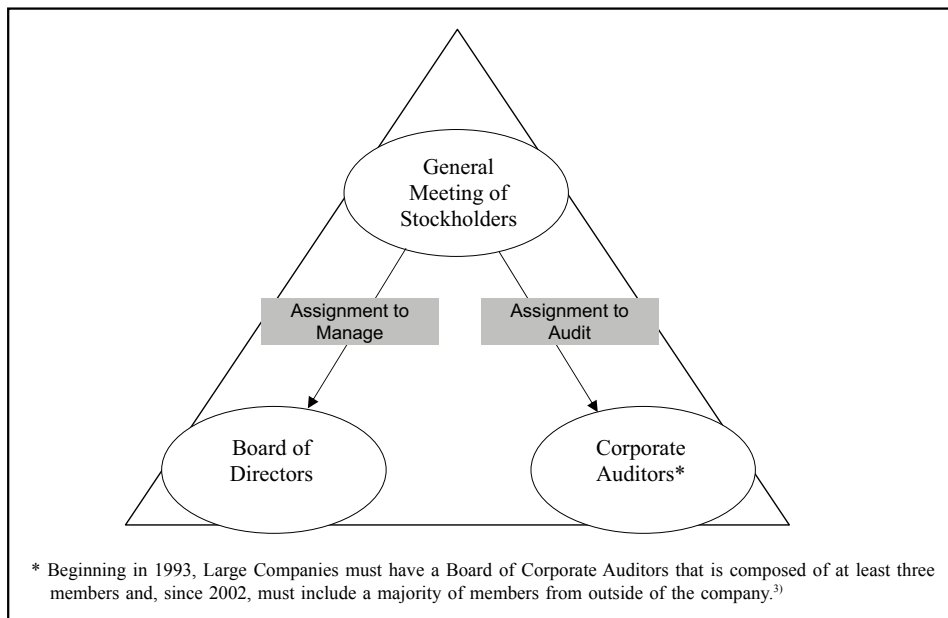 General
Meeting of
Stockholders
Assignment to
Manage
Assignment to
Audit
Board of
Directors
Corporate
Auditors*
* Beginning in 1993, Large Companies must have a Board of Corporate Auditors that is composed of at least three
members and, since 2002, must include a majority of members from outside of the company.3)